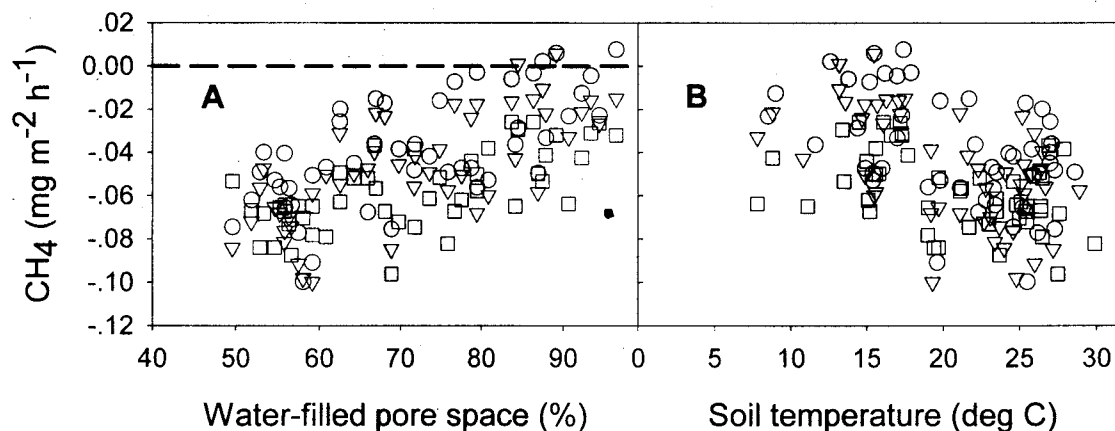 .02
0.00
-.02
-.04
-.06
-.08
-.10
-.12
CH4 (mg m−2 h−1)
A
B
40 50 60 70 80 90 0 5 10 15 20 25 30
Water-filled pore space (%) Soil temperature (deg C)